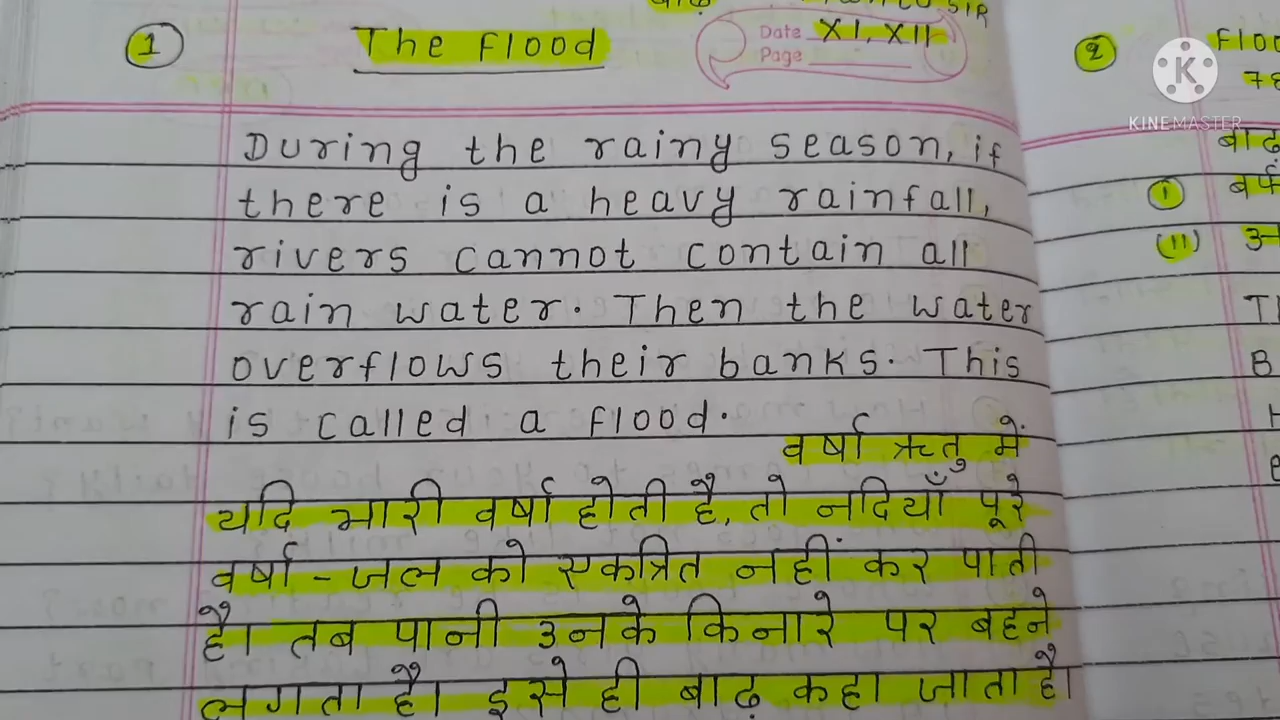 SIR
1 The Flood
Date XI, XII
Page
During the rainy season, if
there is a heavy rainfall,
rivers cannot contain all
rain water. Then the water
overflows their banks. This
is called a flood.
वर्षा ऋतु में
यदि भारी वर्षा होती है, तो नदियाँ पूरे
वर्षा - जल को एकत्रित नहीं कर पाती
है। तब पानी उनके किनारे पर बहने
लगता है। इसे ही बाढ़ कहा जाता है।
2
KINEMASTER
बाढ़
(i)
(ii)
B